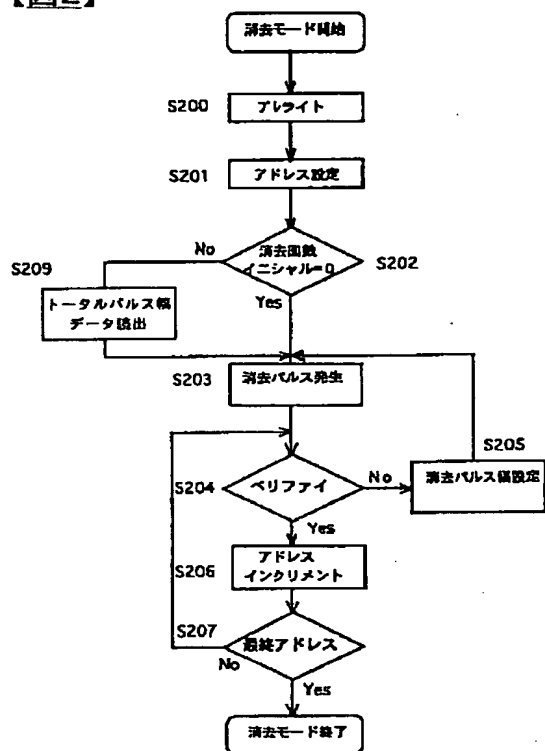 【図2】
消去モード開始
S200
プレライト
S201
アドレス設定
消去回数
イニシャル=0
S202
No
Yes
S209
トータルパルス幅
データ読出
S203
消去パルス発生
S204
ベリファイ
No
Yes
S205
消去パルス幅設定
S206
アドレス
インクリメント
S207
最終アドレス
No
Yes
消去モード終了